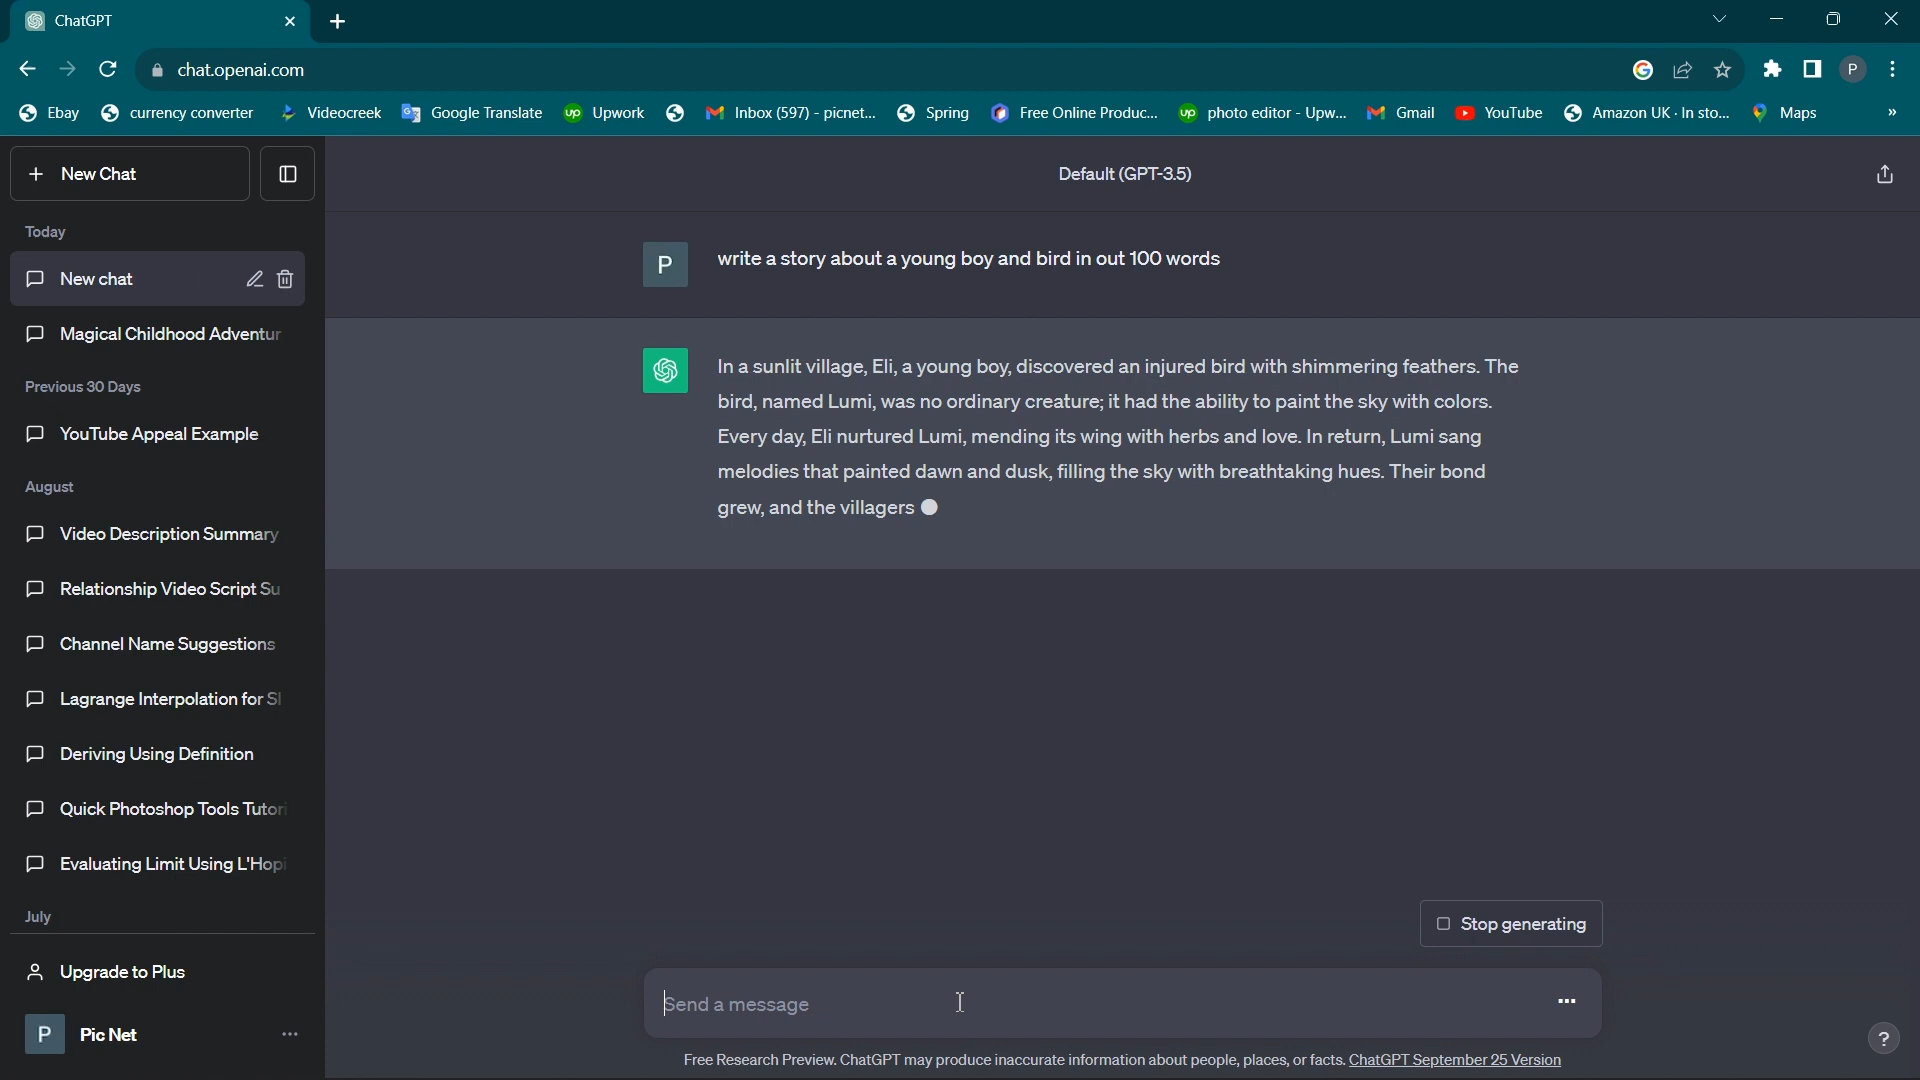 ChatGPT
chat.openai.com
P
Ebay
currency converter
Videocreek
Google Translate
Upwork
Inbox (597) - picnet...
Spring
Free Online Produc...
photo editor - Upw...
Gmail
YouTube
Amazon UK - In sto...
Maps
»
New Chat
Today
New chat
Magical Childhood Adventur
Previous 30 Days
YouTube Appeal Example
August
Video Description Summary
Relationship Video Script Su
Channel Name Suggestions
Lagrange Interpolation for
Deriving Using Definition
Quick Photoshop Tools Tutori
Evaluating Limit Using L'Hopi
July
Upgrade to Plus
P
Pic Net
Default (GPT-3.5)
P
write a story about a young boy and bird in out 100 words
In a sunlit village, Eli, a young boy, discovered an injured bird with shimmering feathers. The
bird, named Lumi, was no ordinary creature; it had the ability to paint the sky with colors.
Every day, Eli nurtured Lumi, mending its wing with herbs and love. In return, Lumi sang
melodies that painted dawn and dusk, filling the sky with breathtaking hues. Their bond
grew, and the villagers
Stop generating
Send a message
Free Research Preview. ChatGPT may produce inaccurate information about people, places, or facts. ChatGPT September 25 Version
?